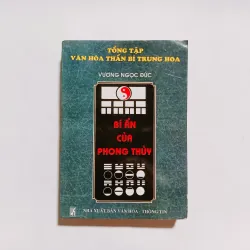 TỔNG TẬP
VĂN HÓA THẦN BÍ TRUNG HOA
VƯƠNG NGỌC ĐỨC
BÍ ẨN
CỦA
PHONG THỦY
NHÀ XUẤT BẢN VĂN HÓA - THÔNG TIN